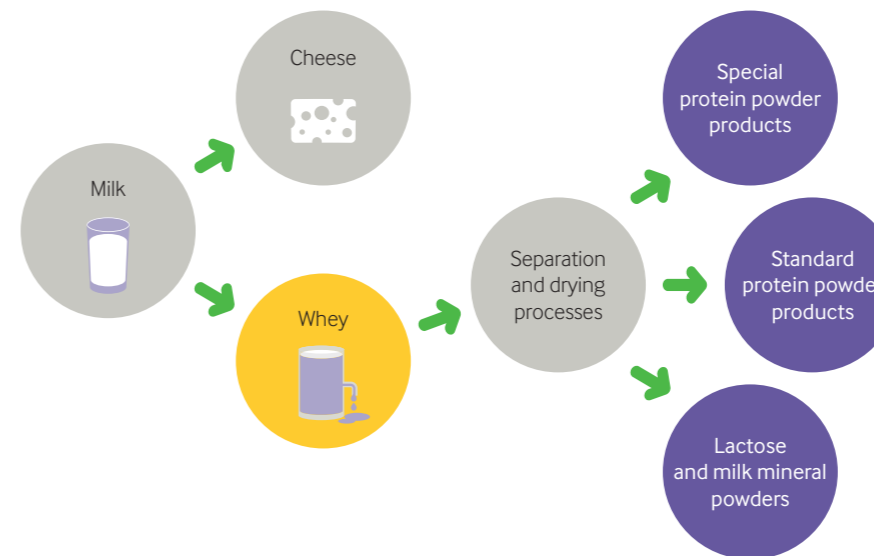 Milk
Cheese
Whey
Separation
and drying
processes
Special
protein powder
products
Standard
protein powde
products
Lactose
and milk mineral
powders